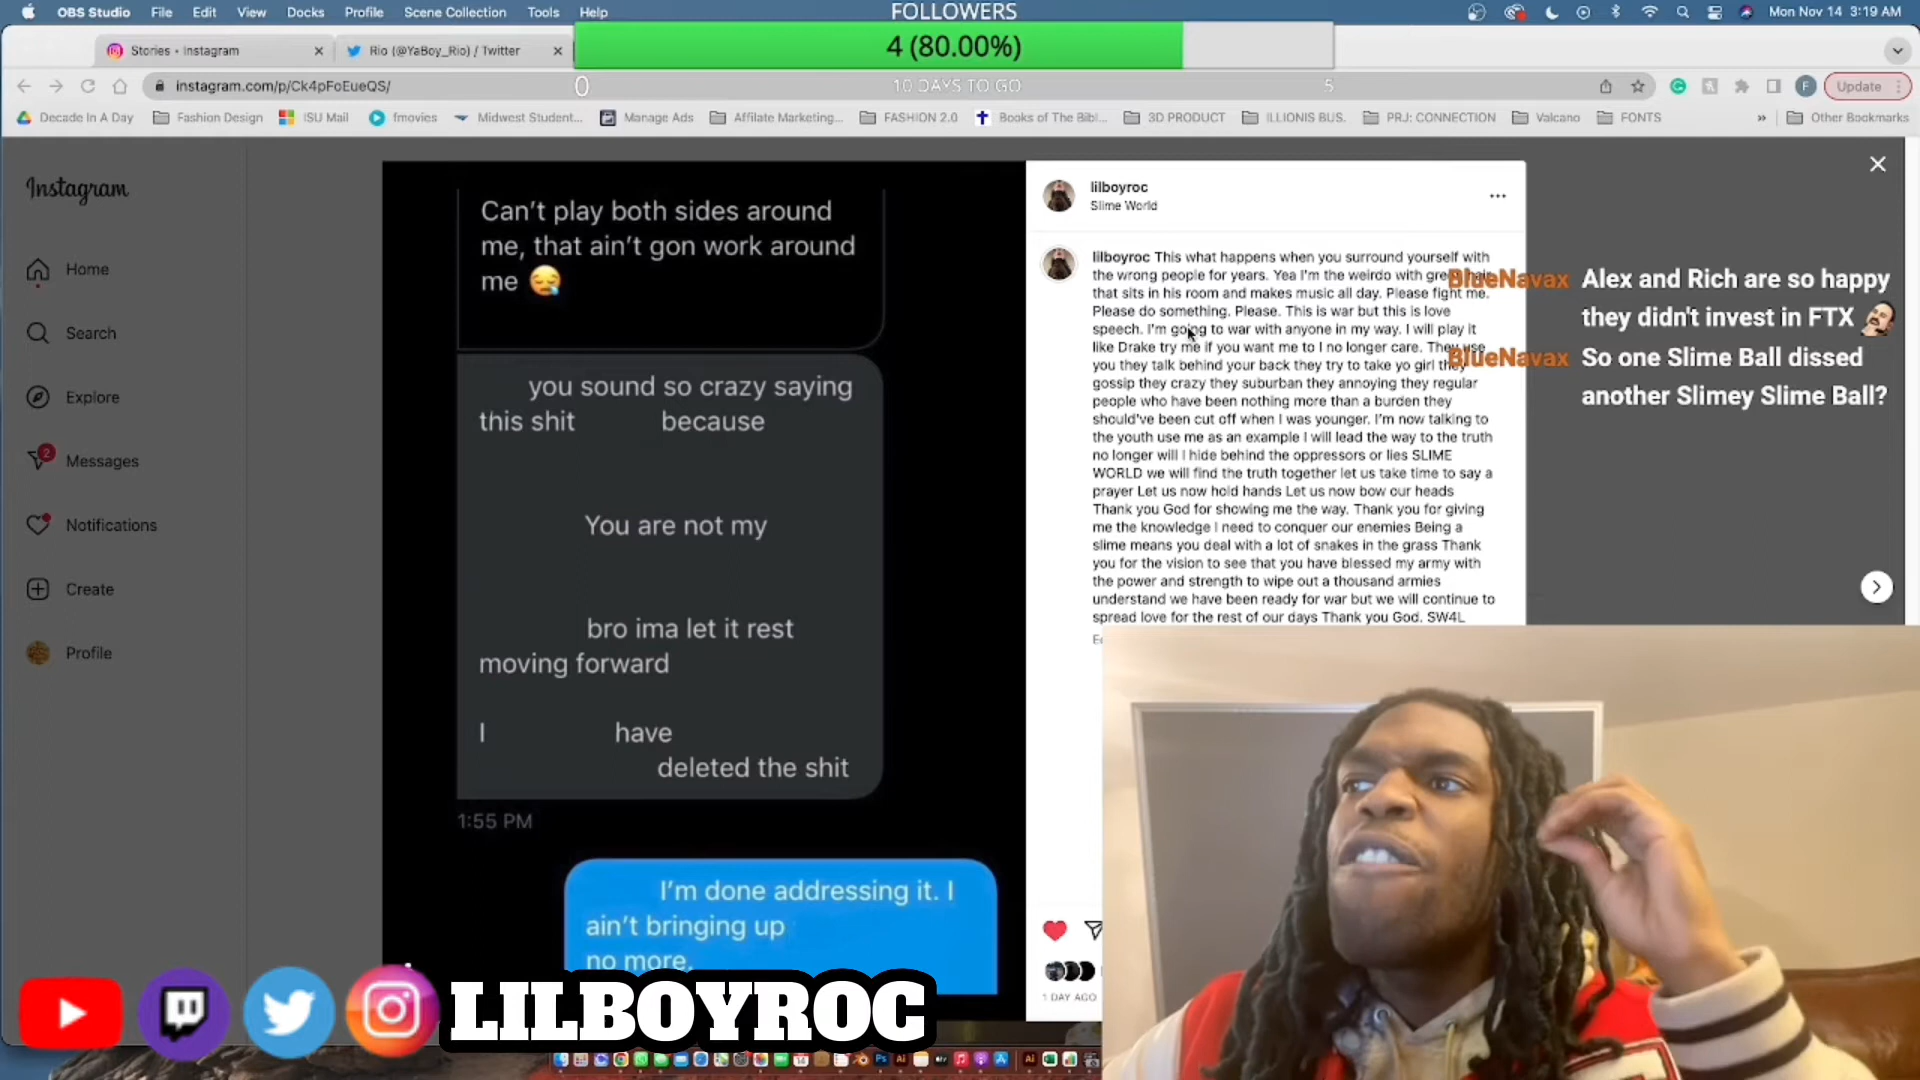 OBS Studio File Edit View Docks Profile Scene Collection Tools Help
Mon Nov 14 3:19 AM
FOLLOWERS
4 (80.00%)
0 10 DAYS TO GO 5
Stories • Instagram
Rio (@YaBoy_Rio) / Twitter
instagram.com/p/Ck4pFoEueQS/
F
Update
Decade In A Day Fashion Design ISU Mail fmovies Midwest Student... Manage Ads Affilate Marketing... FASHION 2.0 Books of The Bibl... 3D PRODUCT ILLIONIS BUS. PRJ: CONNECTION Valcano FONTS » Other Bookmarks
Instagram
Home
Search
Explore
2
Messages
Notifications
Create
Profile
Can't play both sides around
me, that ain't gon work around
me 😪
you sound so crazy saying
this shit because
You are not my
bro ima let it rest
moving forward
I have
deleted the shit
1:55 PM
I'm done addressing it. I
ain't bringing up
no more.
lilboyroc
Slime World
lilboyroc This what happens when you surround yourself with
the wrong people for years. Yea I'm the weirdo with
that sits in his room and makes music all day. Please fight me.
Please do something. Please. This is war but this is love
speech. I'm going to war with anyone in my way. I will play it
like Drake try me if you want me to I no longer care. They use
you they talk behind your back they try to take yo girl they
gossip they crazy they suburban they annoying they regular
people who have been nothing more than a burden they
should've been cut off when I was younger. I'm now talking to
the youth use me as an example I will lead the way to the truth
no longer will I hide behind the oppressors or lies SLIME
WORLD we will find the truth together let us take time to say a
prayer Let us now hold hands Let us now bow our heads
Thank you God for showing me the way. Thank you for giving
me the knowledge I need to conquer our enemies Being a
slime means you deal with a lot of snakes in the grass Thank
you for the vision to see that you have blessed my army with
the power and strength to wipe out a thousand armies
understand we have been ready for war but we will continue to
spread love for the rest of our days Thank you God. SW4L
1 DAY AGO
BlueNavax Alex and Rich are so happy
they didn't invest in FTX
BlueNavax So one Slime Ball dissed
another Slimey Slime Ball?
LILBOYROC